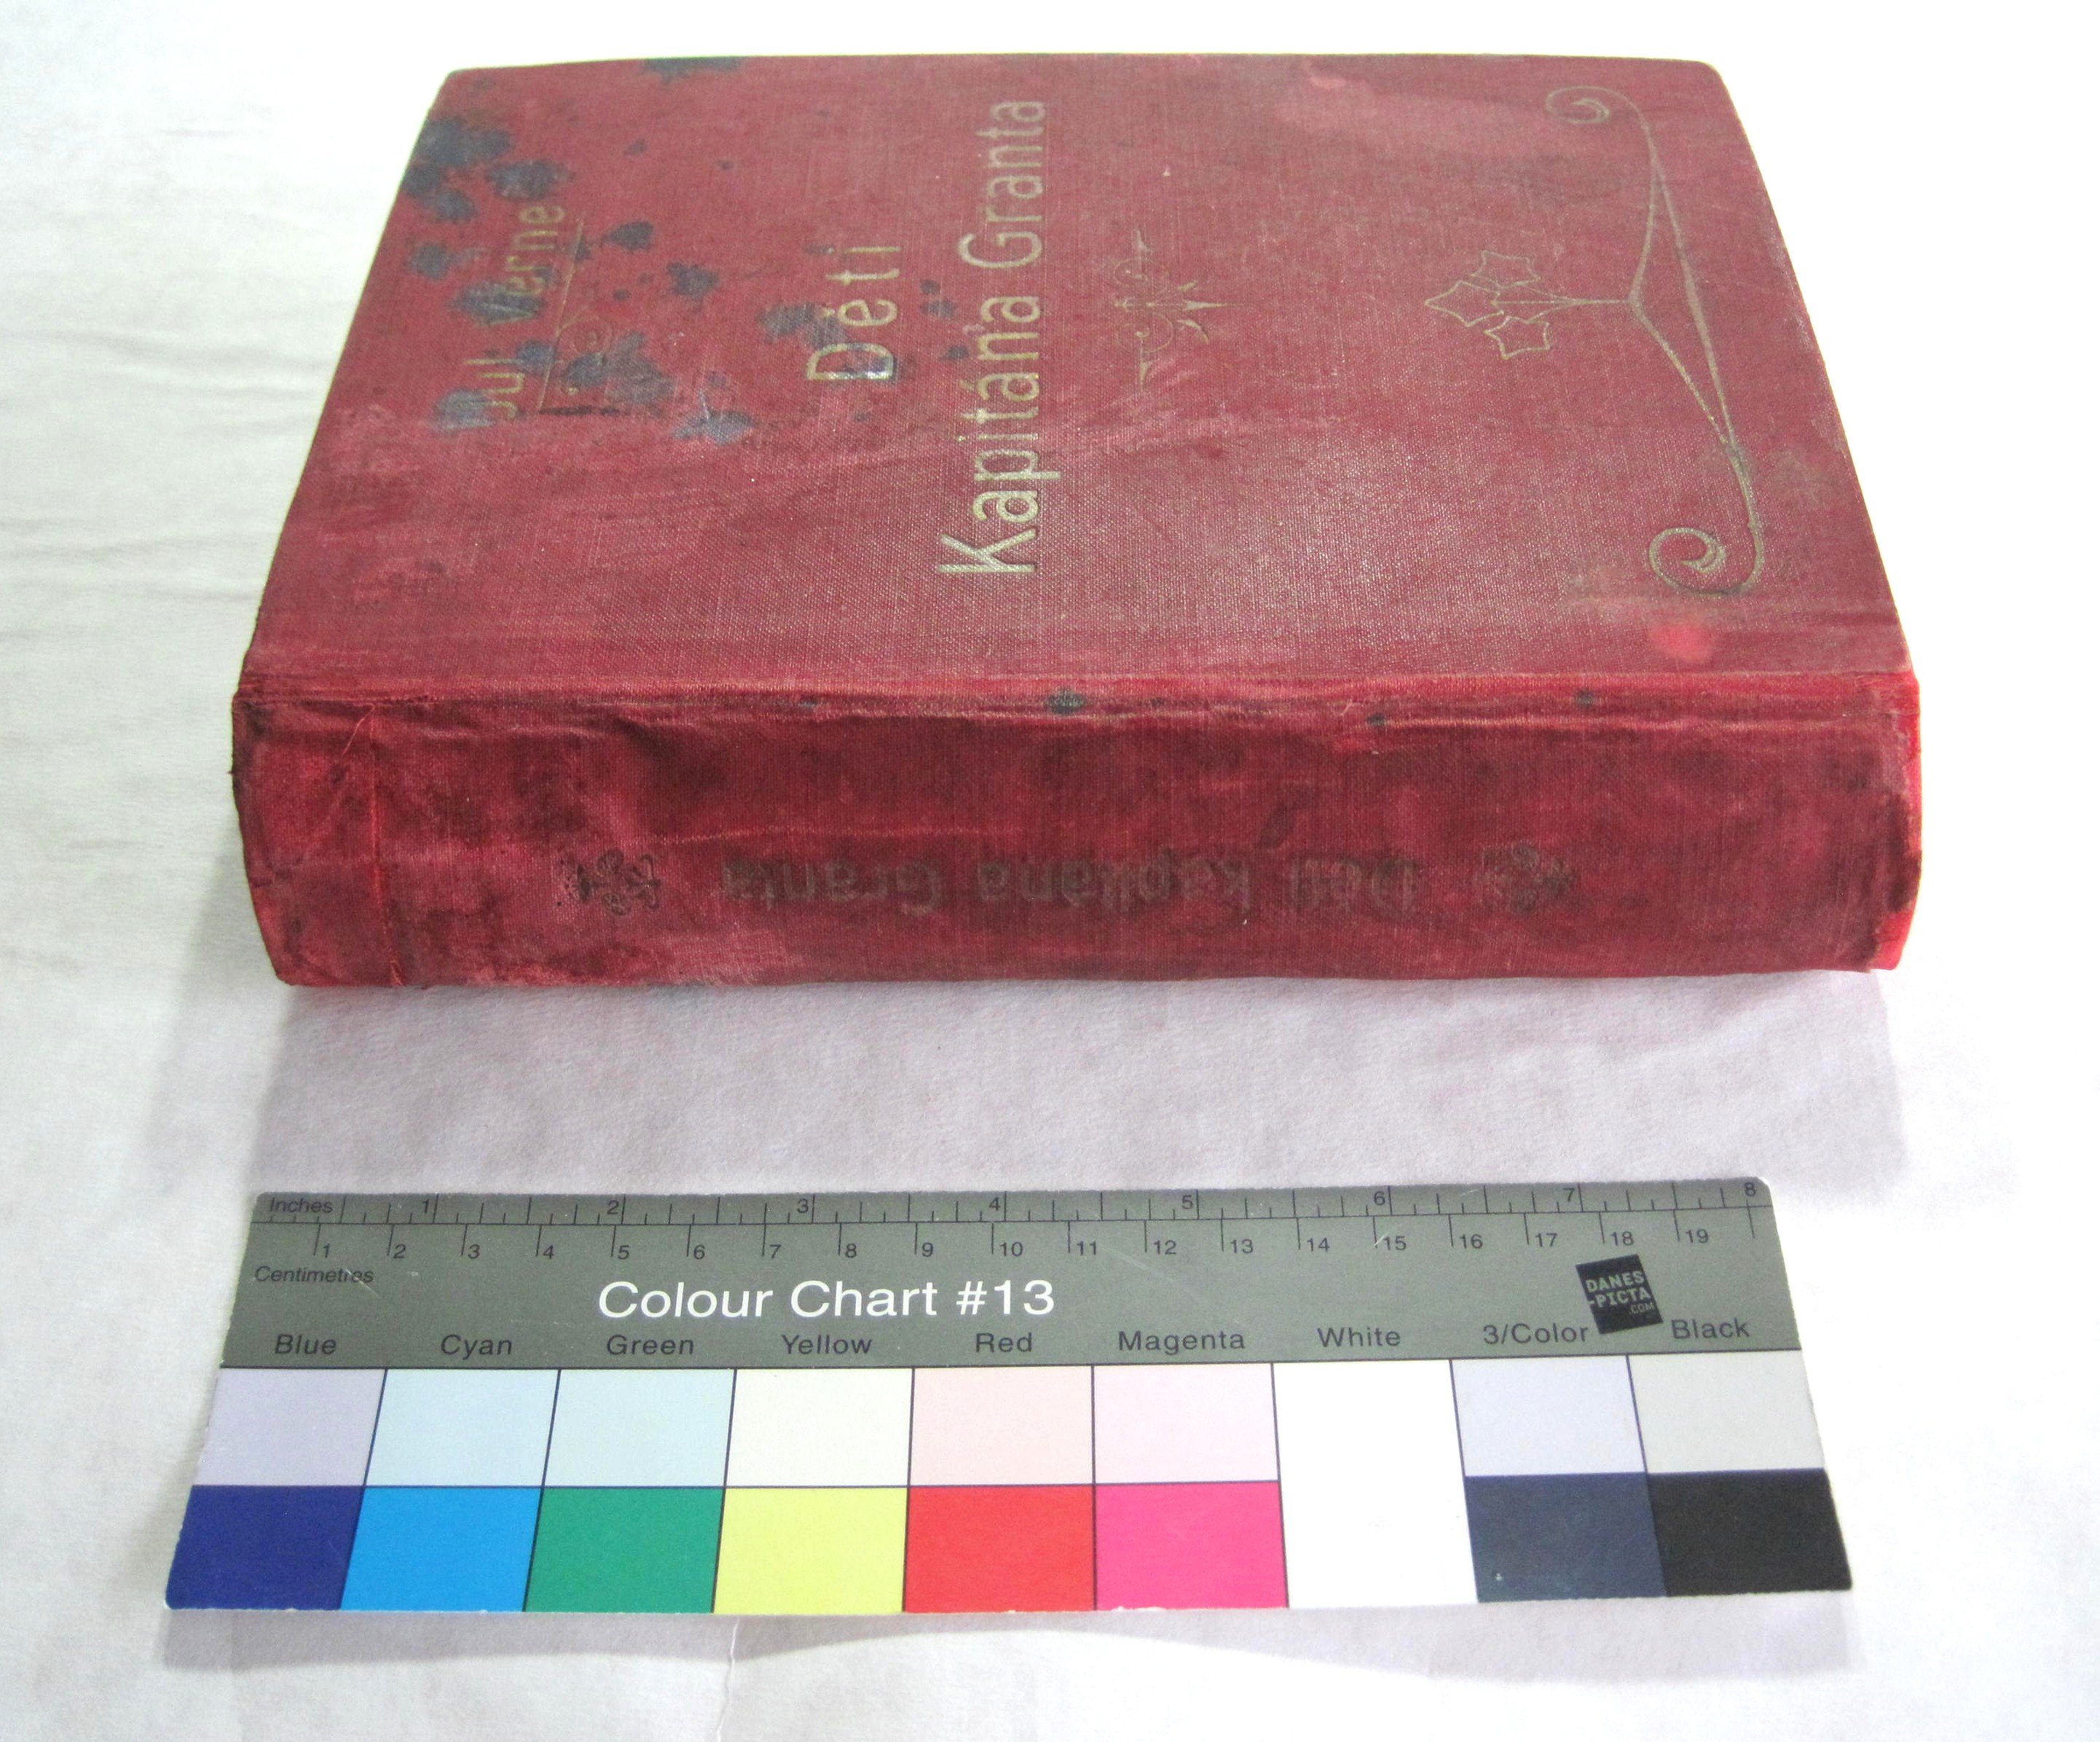 Jul Verne
Děti
Kapitána Granta
Děti kapitána Granta
Inches 1 2 3 4 5 6 7 8
1 2 3 4 5 6 7 8 9 10 11 12 13 14 15 16 17 18 19
Centimetres
Colour Chart #13
DANES
-PICTA
.COM
Blue Cyan Green Yellow Red Magenta White 3/Color Black